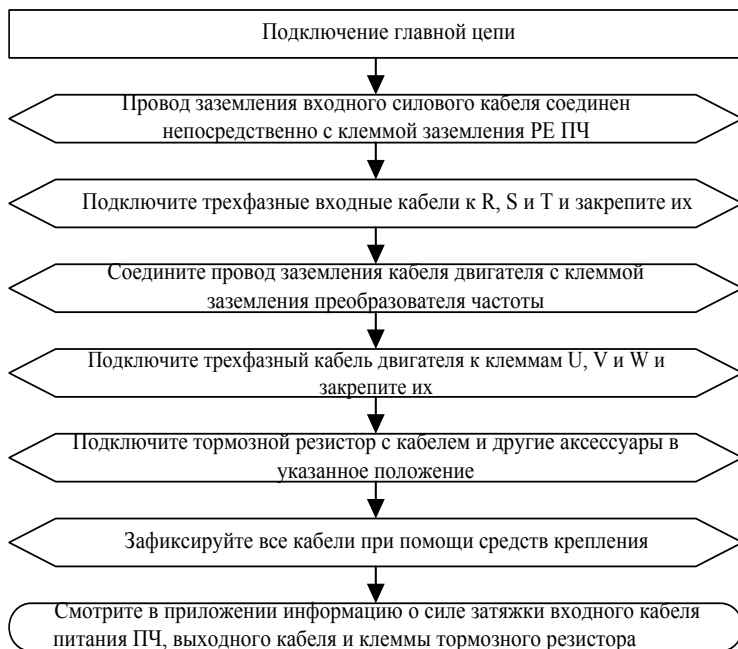 Подключение главной цепи
Провод заземления входного силового кабеля соединен
непосредственно с клеммой заземления PE ПЧ
Подключите трехфазные входные кабели к R, S и T и закрепите их
Соедините провод заземления кабеля двигателя с клеммой
заземления преобразователя частоты
Подключите трехфазный кабель двигателя к клеммам U, V и W и
закрепите их
Подключите тормозной резистор с кабелем и другие аксессуары в
указанное положение
Зафиксируйте все кабели при помощи средств крепления
Смотрите в приложении информацию о силе затяжки входного кабеля
питания ПЧ, выходного кабеля и клеммы тормозного резистора